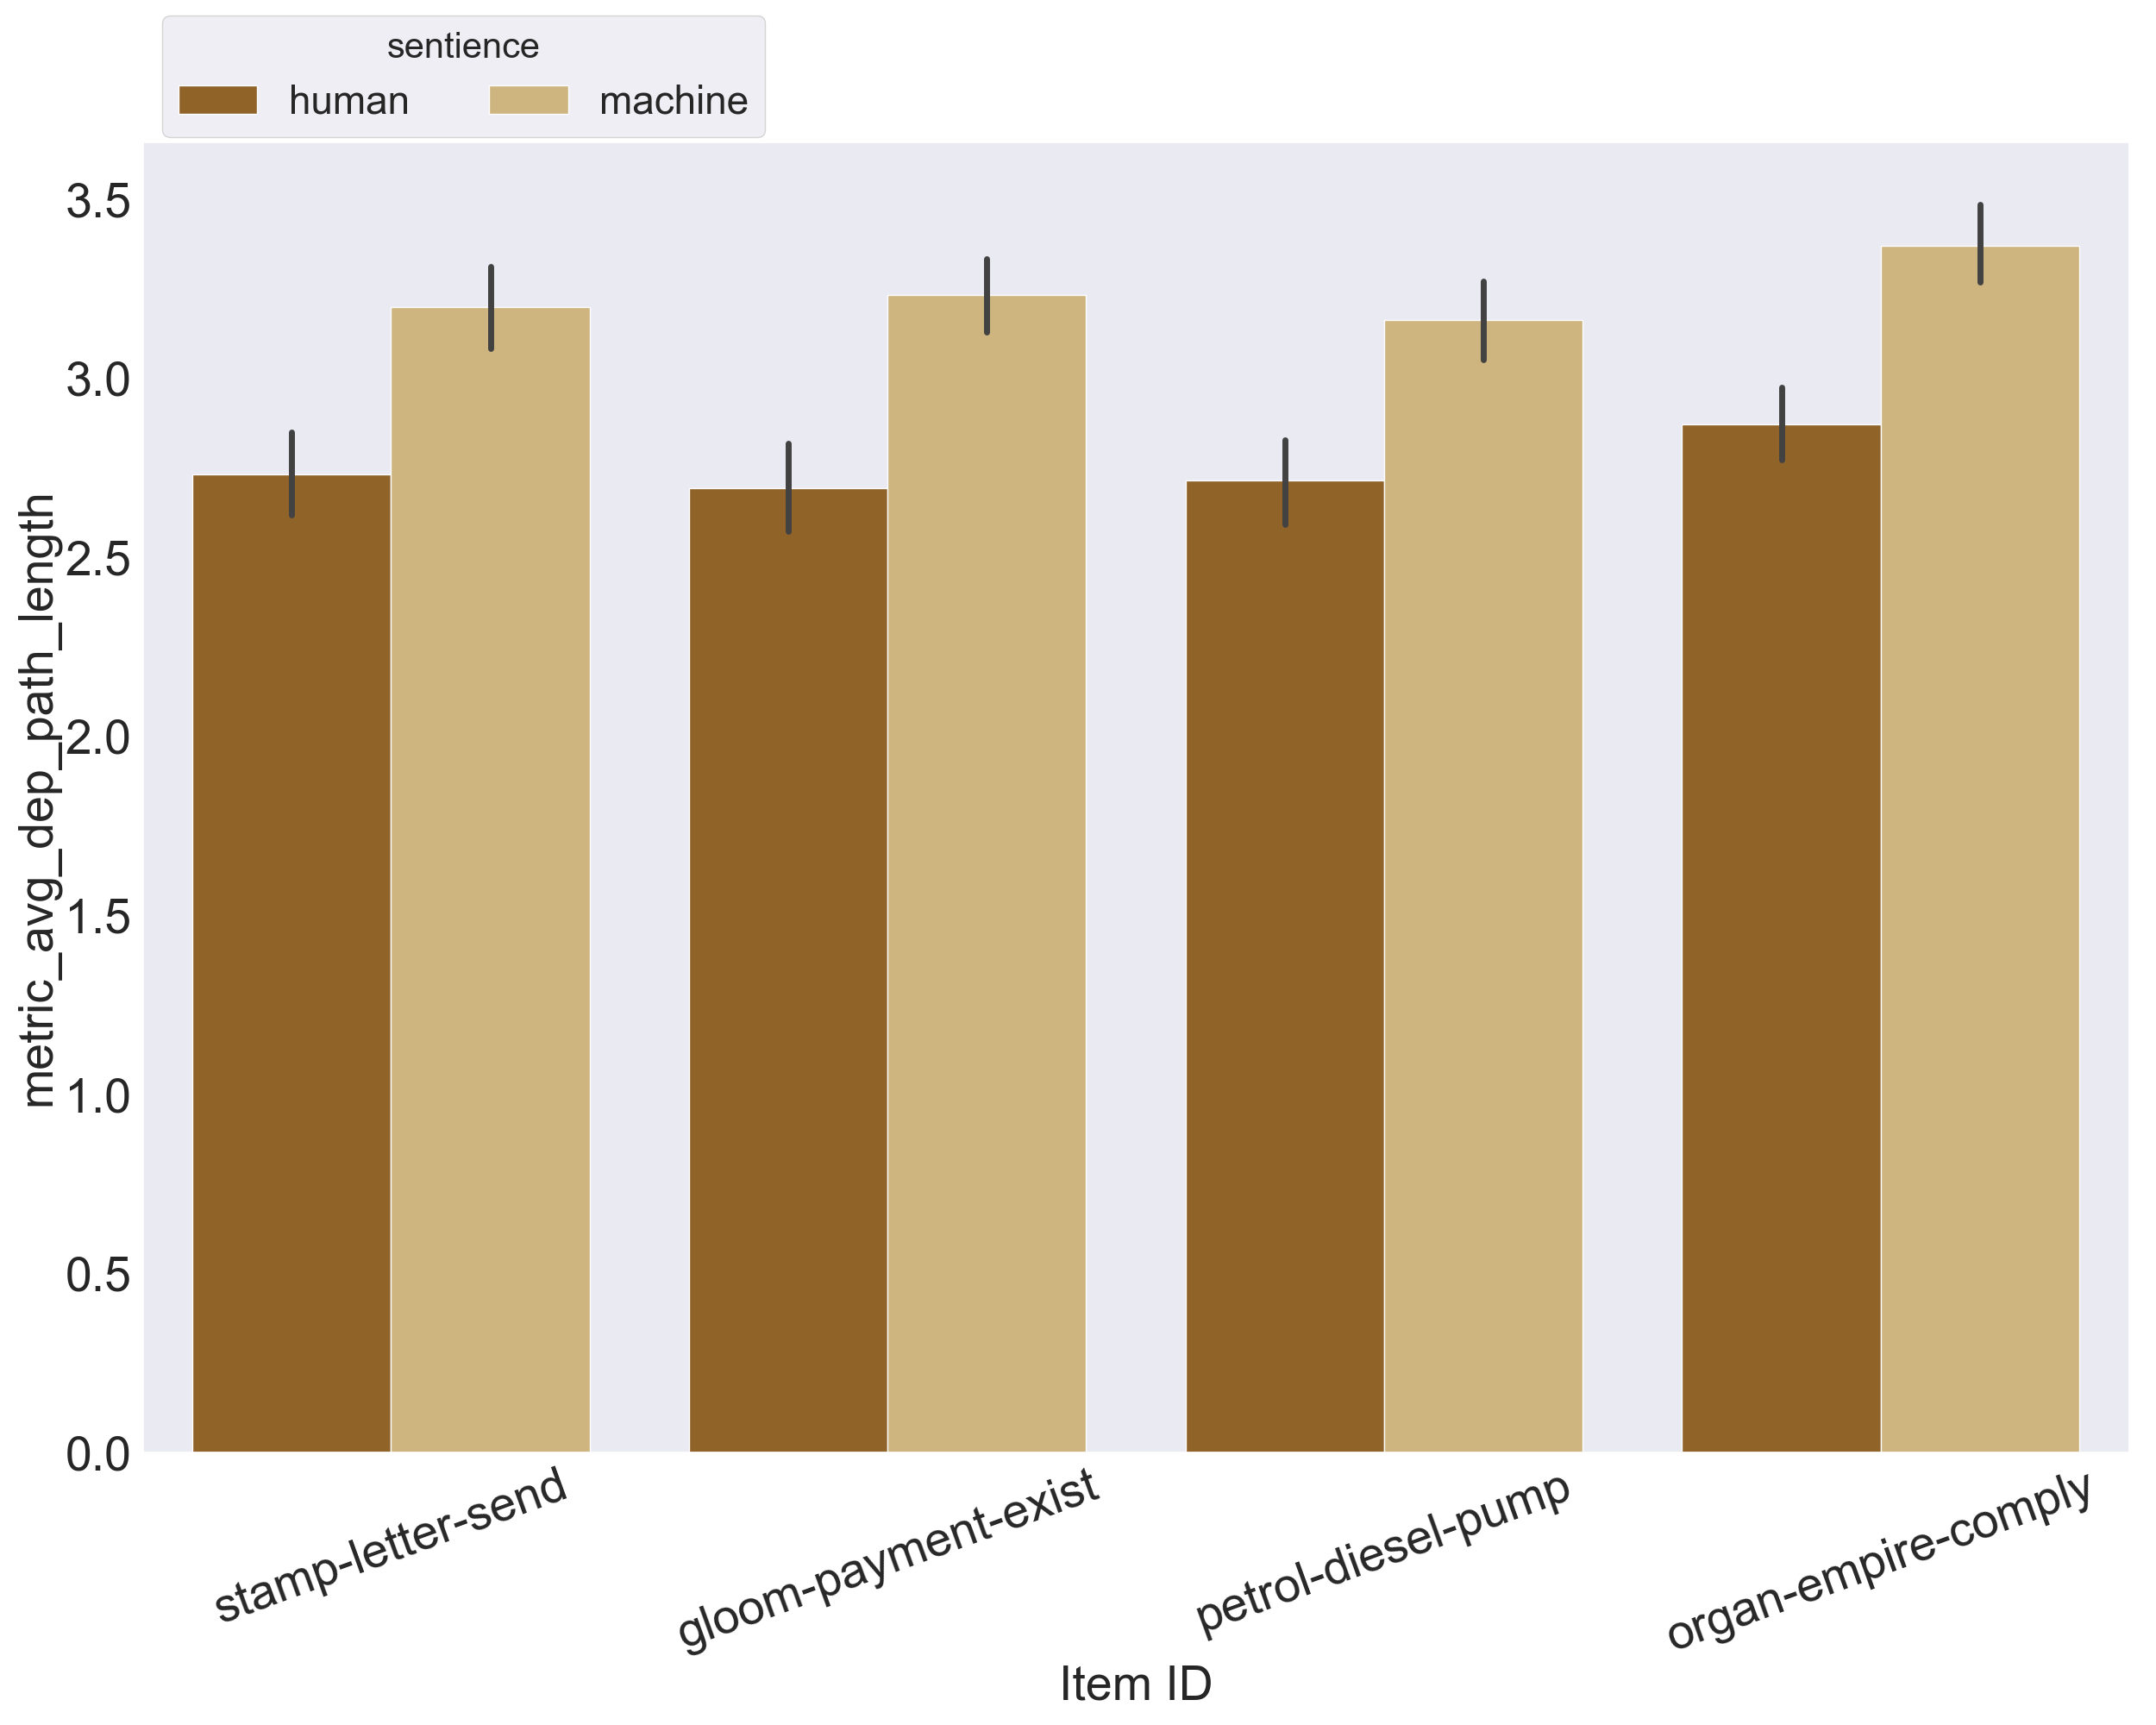 sentience
human machine
3.5
3.0
2.5
2.0
1.5
1.0
0.5
0.0
metric_avg_dep_path_length
stamp-letter-send
gloom-payment-exist
petrol-diesel-pump
organ-empire-comply
Item ID